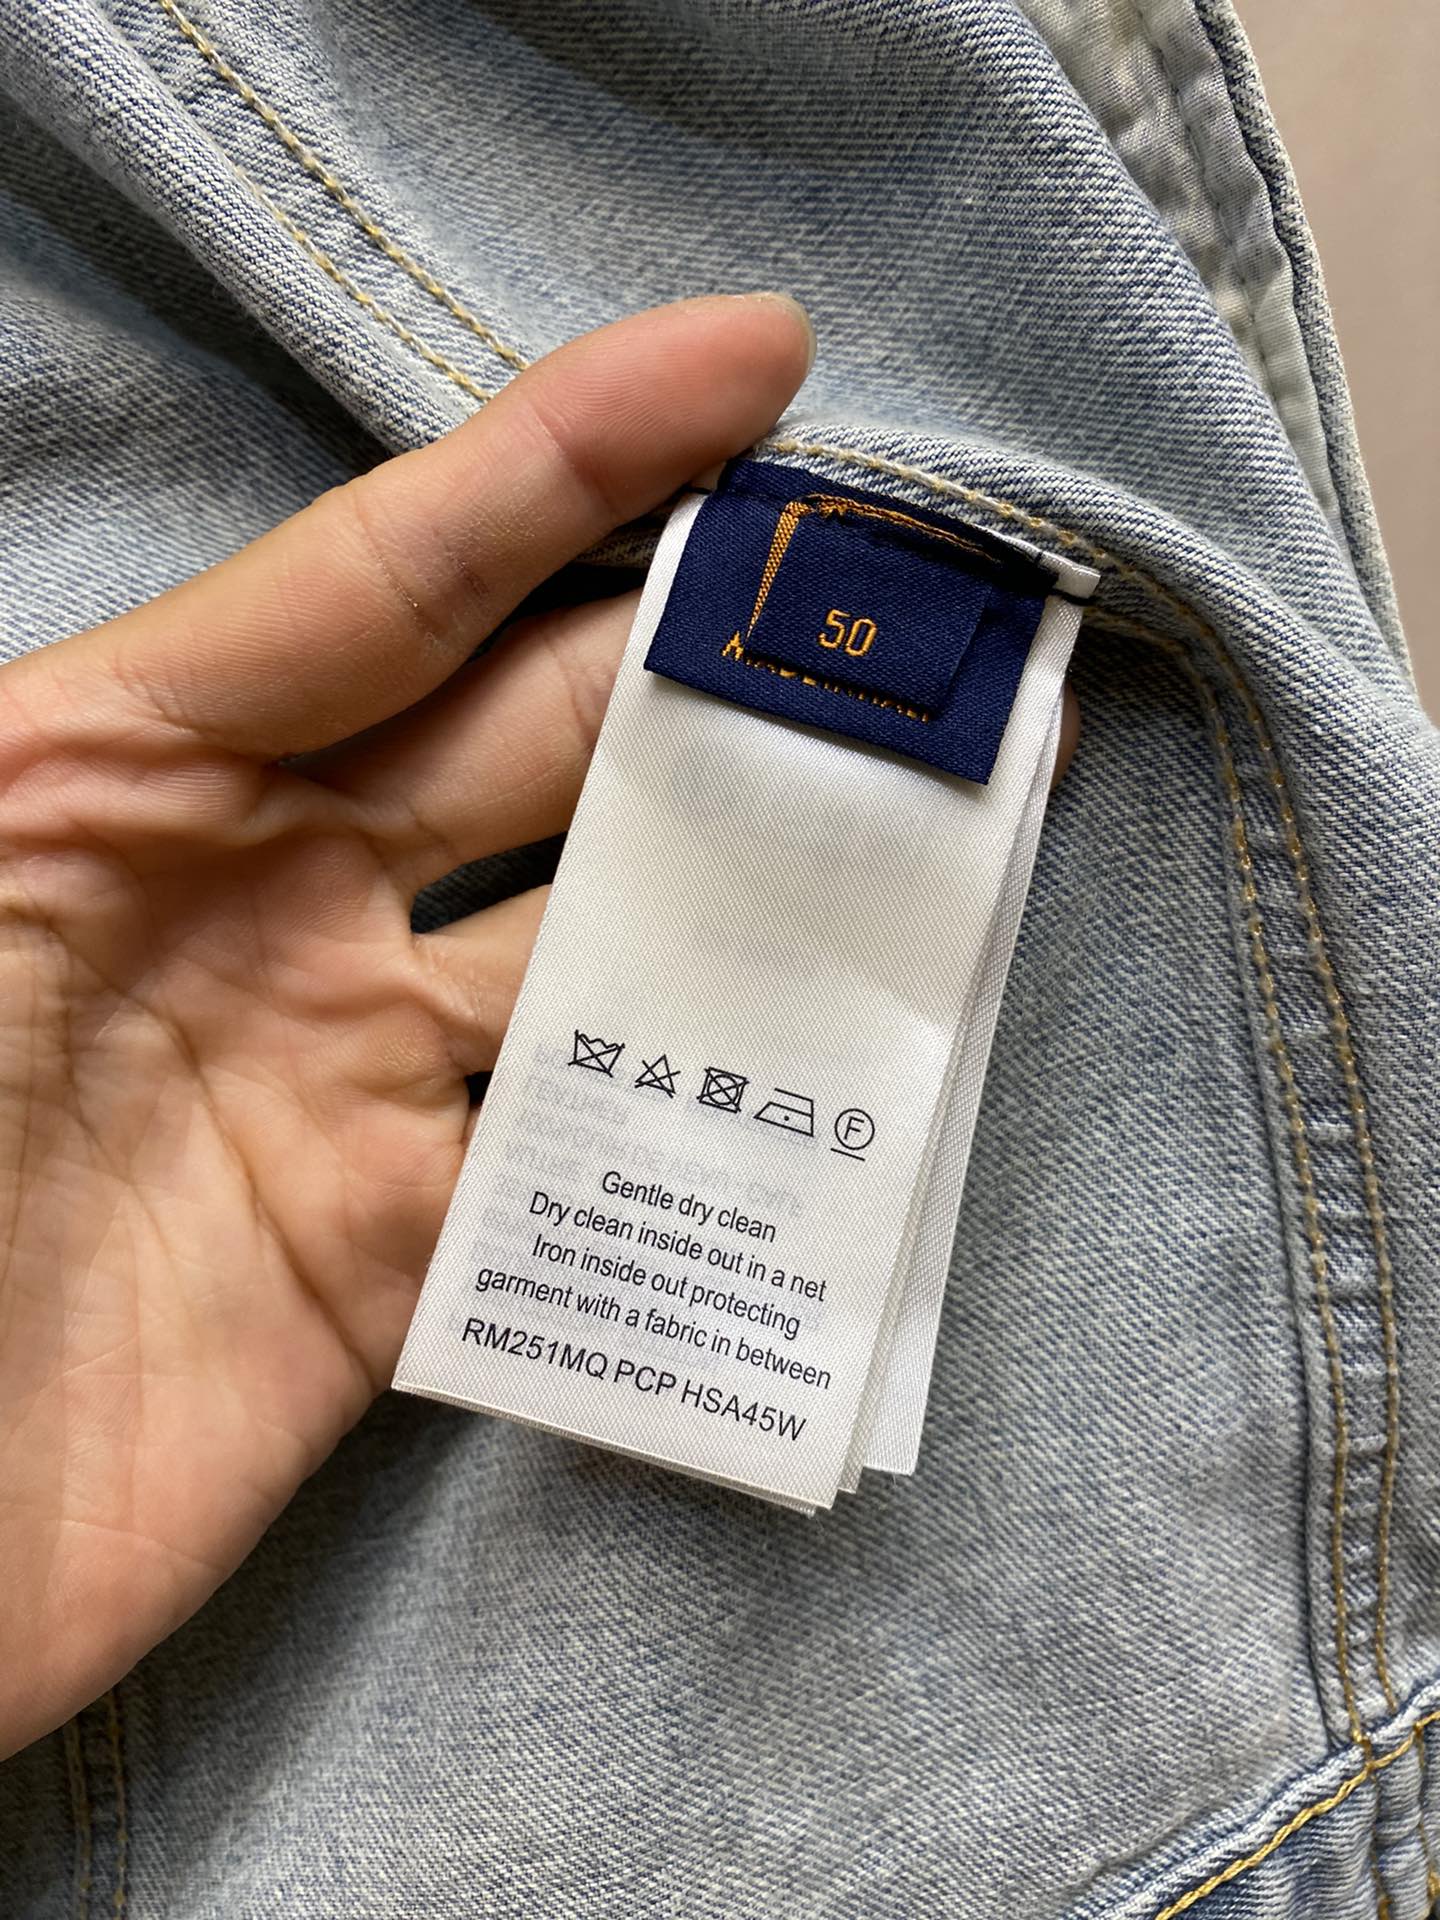 50
F
Gentle dry clean
Dry clean inside out in a net
Iron inside out protecting
garment with a fabric in between
RM251MQ PCP HSA45W